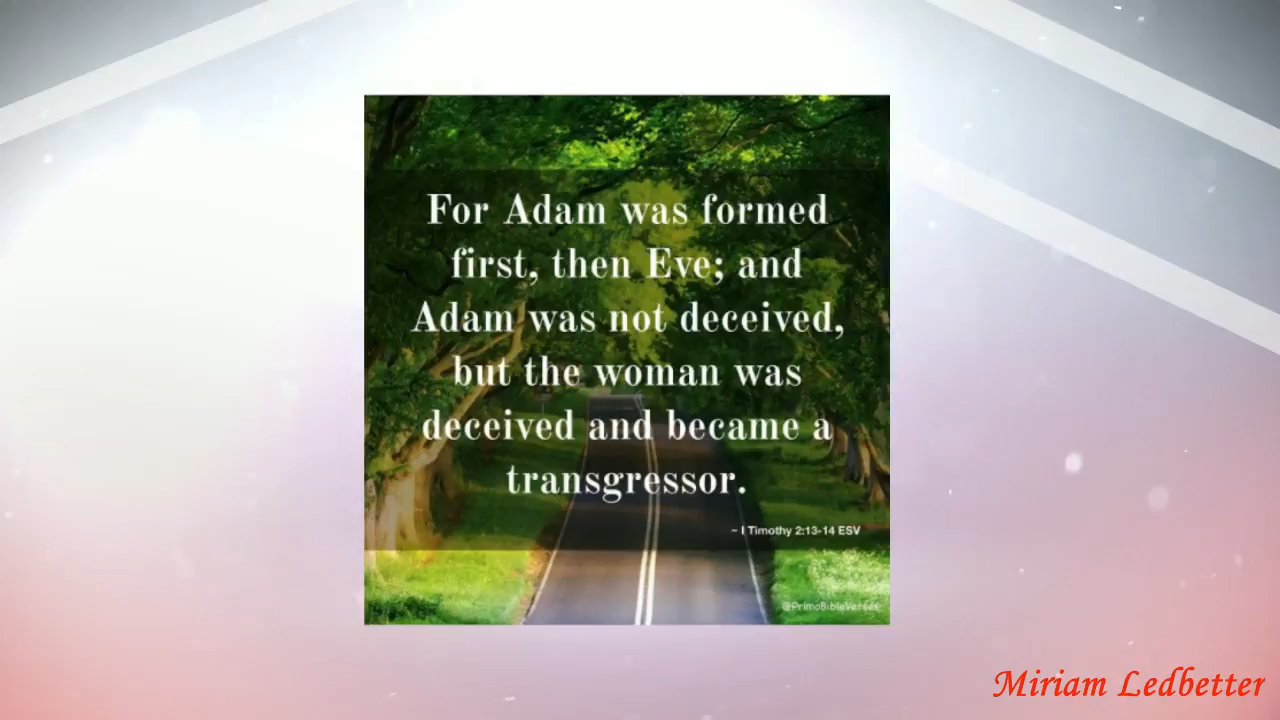 For Adam was formed
first, then Eve; and
Adam was not deceived,
but the woman was
deceived and became a
transgressor.
~ I Timothy 2:13-14 ESV
@PrimoBibleVerses
Miriam Ledbetter